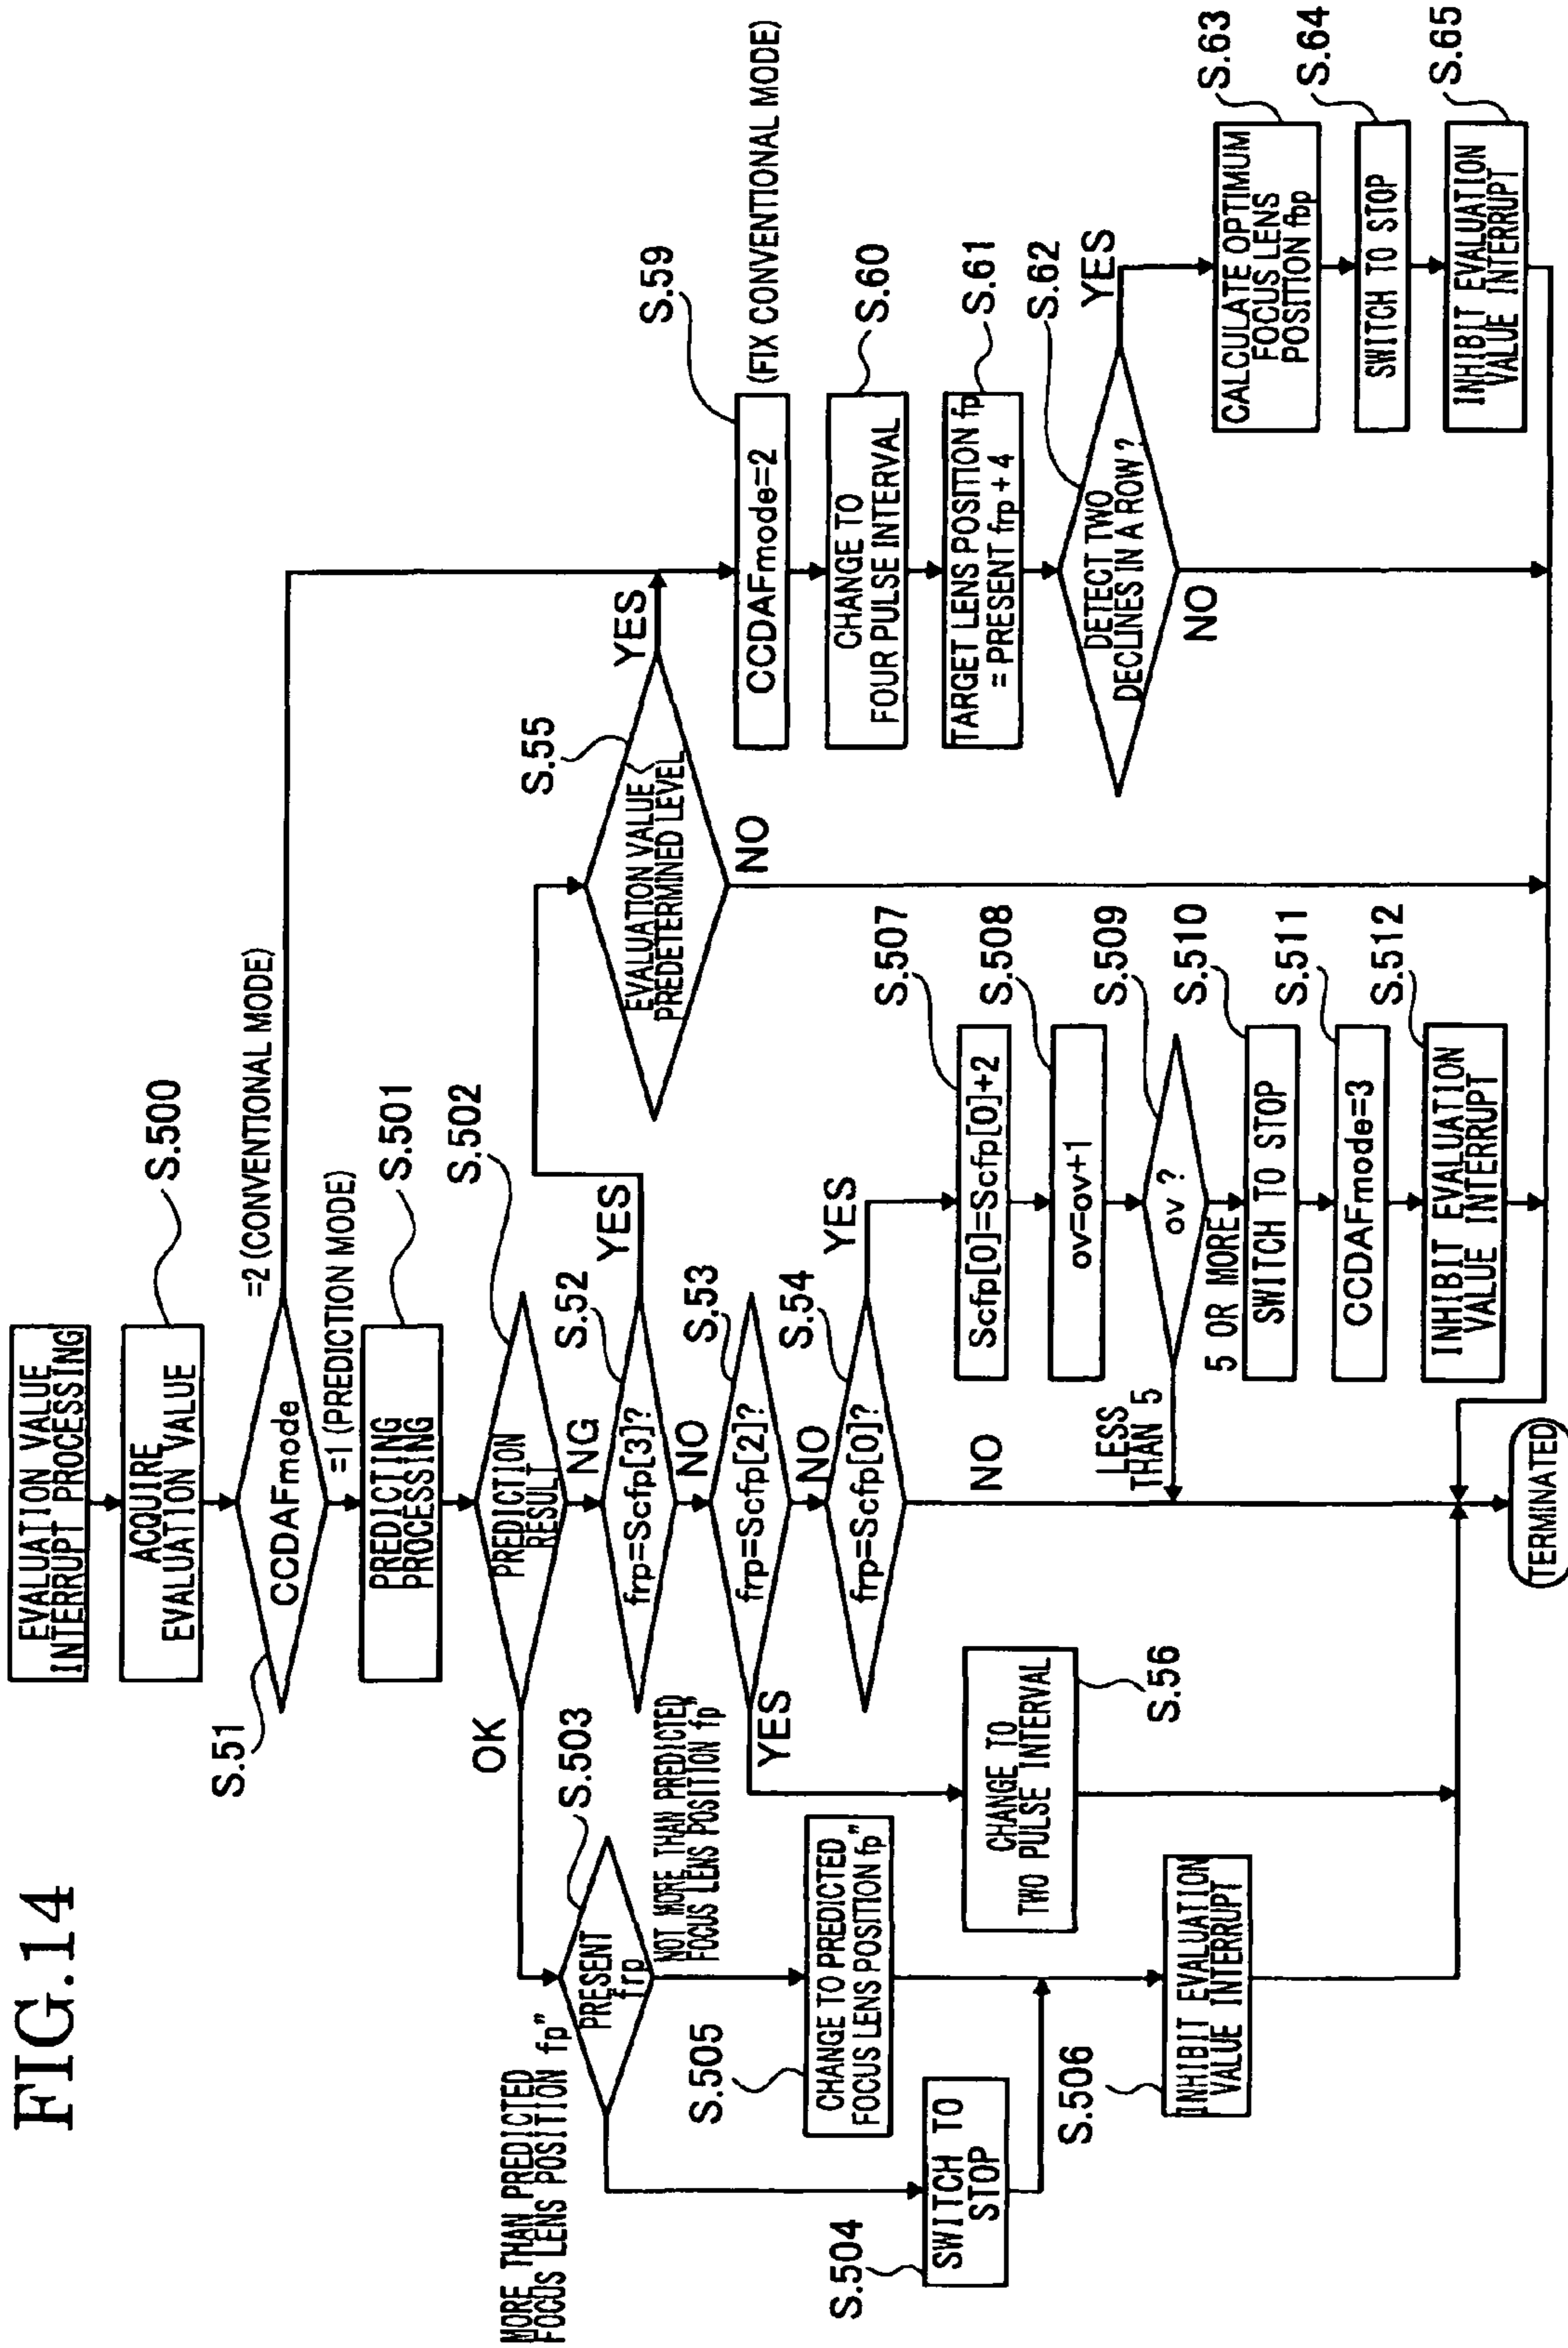 FIG.14
EVALUATION VALUE
INTERRUPT PROCESSING
ACQUIRE
EVALUATION VALUE
S.500
CCDAFmode
S.51
=2 (CONVENTIONAL MODE)
=1 (PREDICTION MODE)
PREDICTING
PROCESSING
S.501
PREDICTION
RESULT
S.502
OK
NG
PRESENT
frp
S.503
MORE THAN PREDICTED
FOCUS LENS POSITION fp"
NOT MORE THAN PREDICTED
FOCUS LENS POSITION fp"
SWITCH TO
STOP
S.504
CHANGE TO PREDICTED
FOCUS LENS POSITION fp"
S.505
INHIBIT EVALUATION
VALUE INTERRUPT
S.506
frp=Scfp[3]?
S.52
YES
NO
frp=Scfp[2]?
S.53
YES
NO
CHANGE TO
TWO PULSE INTERVAL
S.56
frp=Scfp[0]?
S.54
YES
NO
Scfp[0]=Scfp[0]+2
S.507
ov=ov+1
S.508
ov ?
S.509
LESS
THAN 5
5 OR MORE
SWITCH TO STOP
S.510
CCDAFmode=3
S.511
INHIBIT EVALUATION
VALUE INTERRUPT
S.512
EVALUATION VALUE <
PREDETERMINED LEVEL
S.55
YES
NO
CCDAFmode=2
S.59
(FIX CONVENTIONAL MODE)
CHANGE TO
FOUR PULSE INTERVAL
S.60
TARGET LENS POSITION fp
= PRESENT frp + 4
S.61
DETECT TWO
DECLINES IN A ROW ?
S.62
YES
NO
CALCULATE OPTIMUM
FOCUS LENS
POSITION fbp
S.63
SWITCH TO STOP
S.64
INHIBIT EVALUATION
VALUE INTERRUPT
S.65
TERMINATED